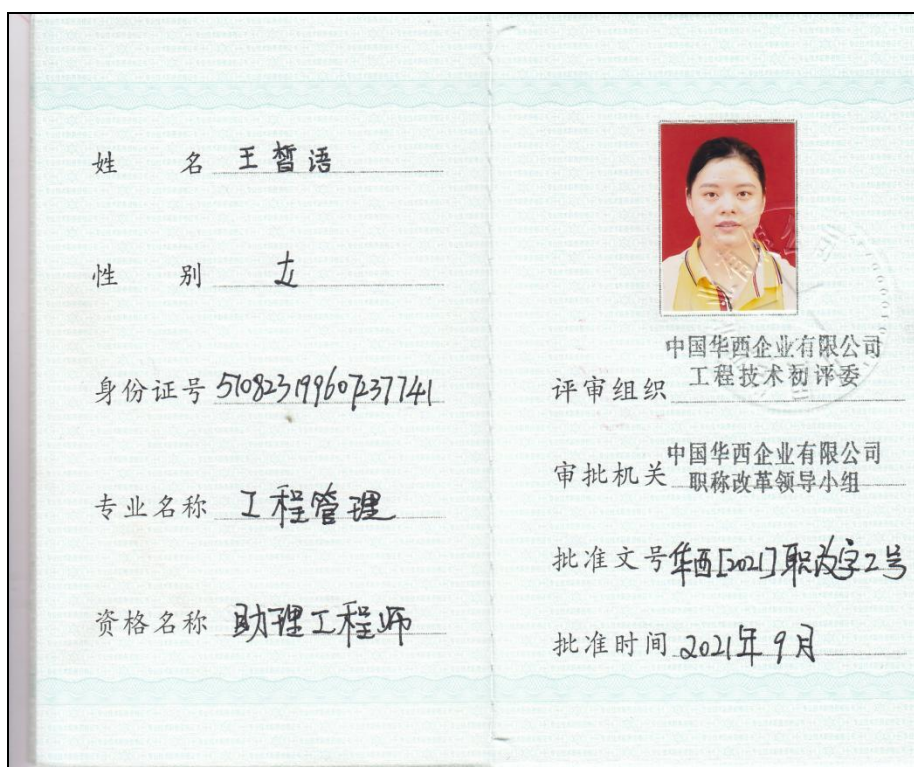 姓 名 王晢语
性 别 女
身份证号 510823199607237741
专业名称 工程管理
资格名称 助理工程师
中国华西企业有限公司
评审组织 工程技术初评委
中国华西企业有限公司
审批机关 职称改革领导小组
批准文号 华西[2021]职改字2号
批准时间 2021年9月